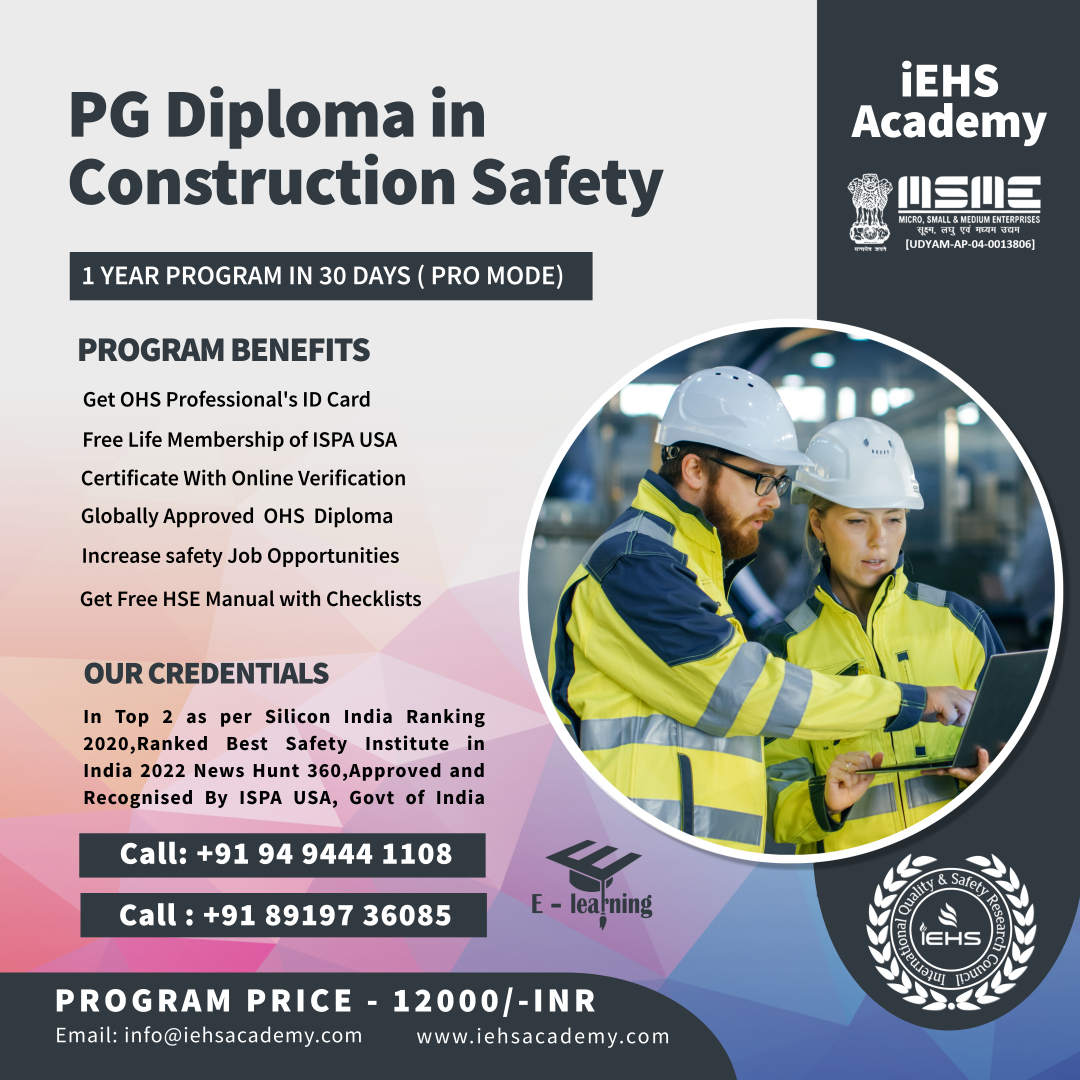 PG Diploma in
Construction Safety
1 YEAR PROGRAM IN 30 DAYS ( PRO MODE)
iEHS
Academy
MSME
MICRO, SMALL & MEDIUM ENTERPRISES
सूक्ष्म, लघु एवं मध्यम उद्यम
सत्यमेव जयते
[UDYAM-AP-04-0013806]
PROGRAM BENEFITS
Get OHS Professional's ID Card
Free Life Membership of ISPA USA
Certificate With Online Verification
Globally Approved OHS Diploma
Increase safety Job Opportunities
Get Free HSE Manual with Checklists
OUR CREDENTIALS
In Top 2 as per Silicon India Ranking
2020,Ranked Best Safety Institute in
India 2022 News Hunt 360,Approved and
Recognised By ISPA USA, Govt of India
Call: +91 94 9444 1108
Call : +91 89197 36085
E - learning
International Quality & Safety Research Council
iEHS
PROGRAM PRICE - 12000/-INR
Email: info@iehsacademy.com
www.iehsacademy.com